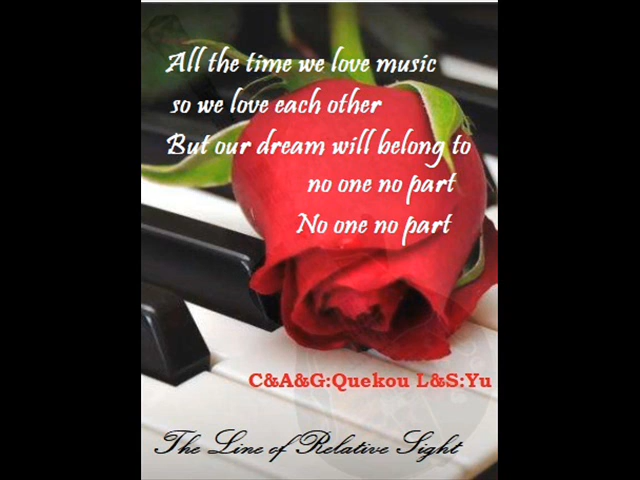 All the time we love music
so we love each other
But our dream will belong to
no one no part
No one no part
C&A&G:Quekou L&S:Yu
The Line of Relative Sight